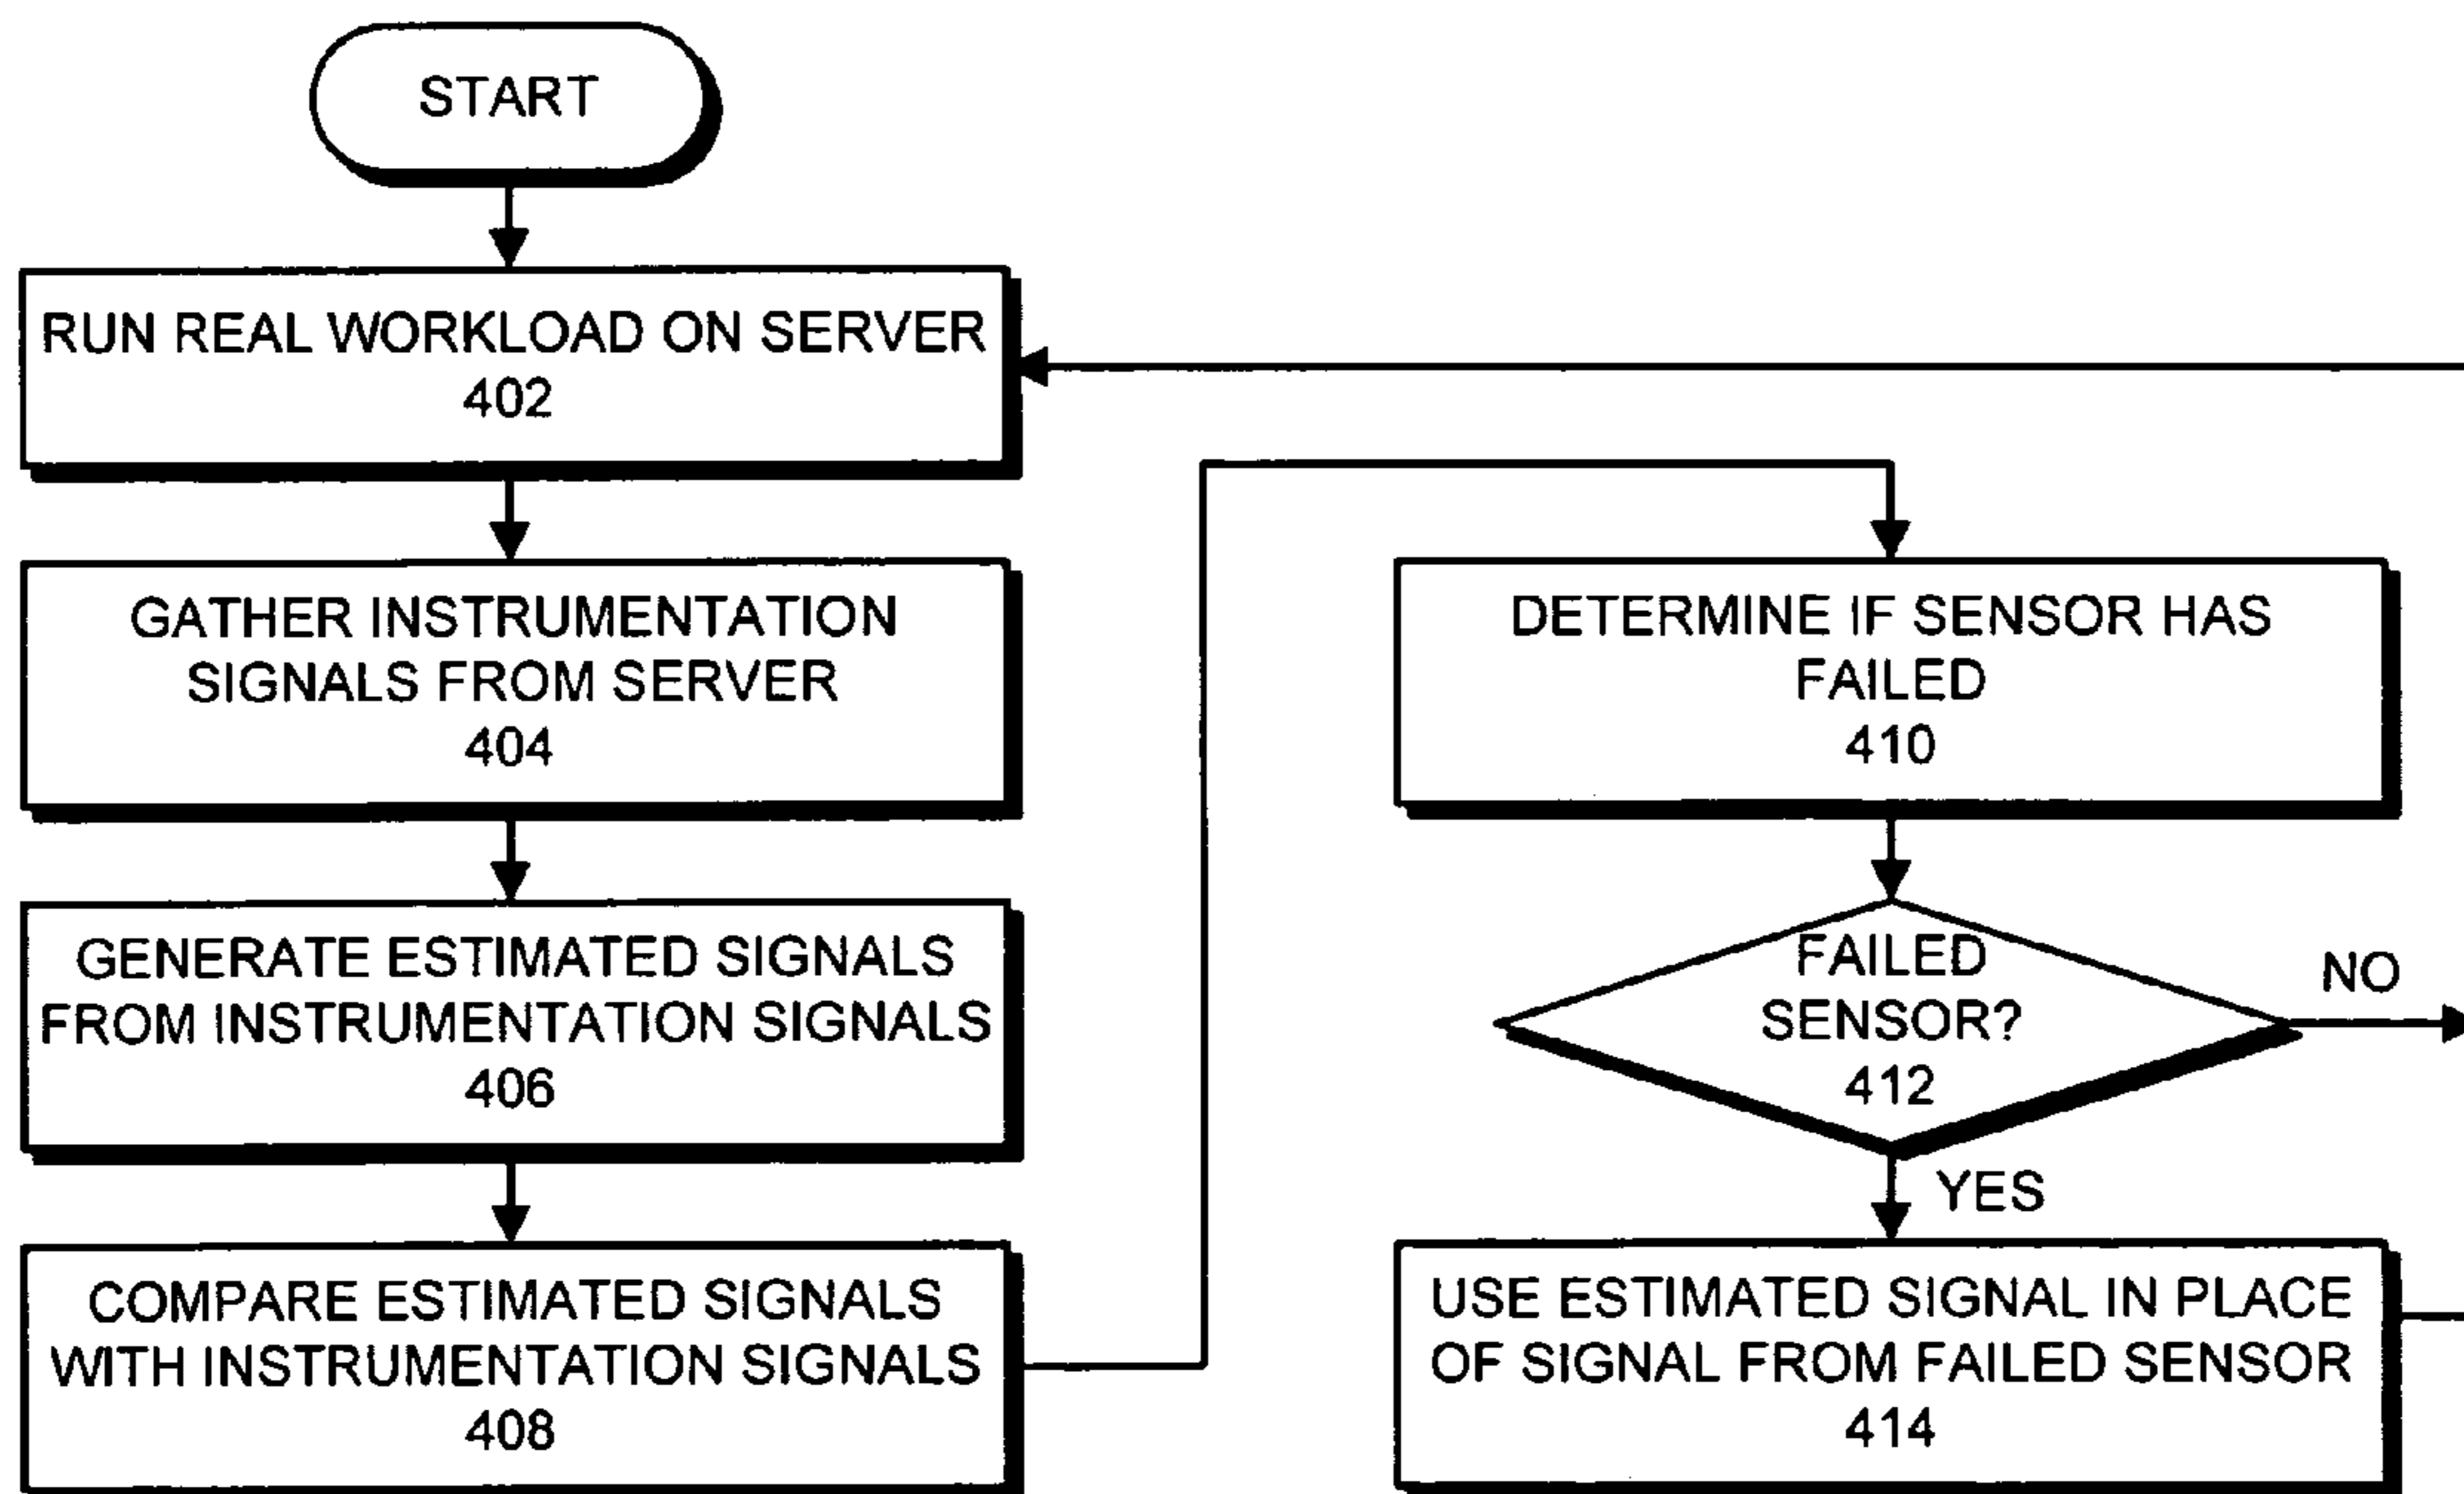 START
RUN REAL WORKLOAD ON SERVER
402
GATHER INSTRUMENTATION
SIGNALS FROM SERVER
404
GENERATE ESTIMATED SIGNALS
FROM INSTRUMENTATION SIGNALS
406
COMPARE ESTIMATED SIGNALS
WITH INSTRUMENTATION SIGNALS
408
DETERMINE IF SENSOR HAS
FAILED
410
FAILED
SENSOR?
412
NO
YES
USE ESTIMATED SIGNAL IN PLACE
OF SIGNAL FROM FAILED SENSOR
414